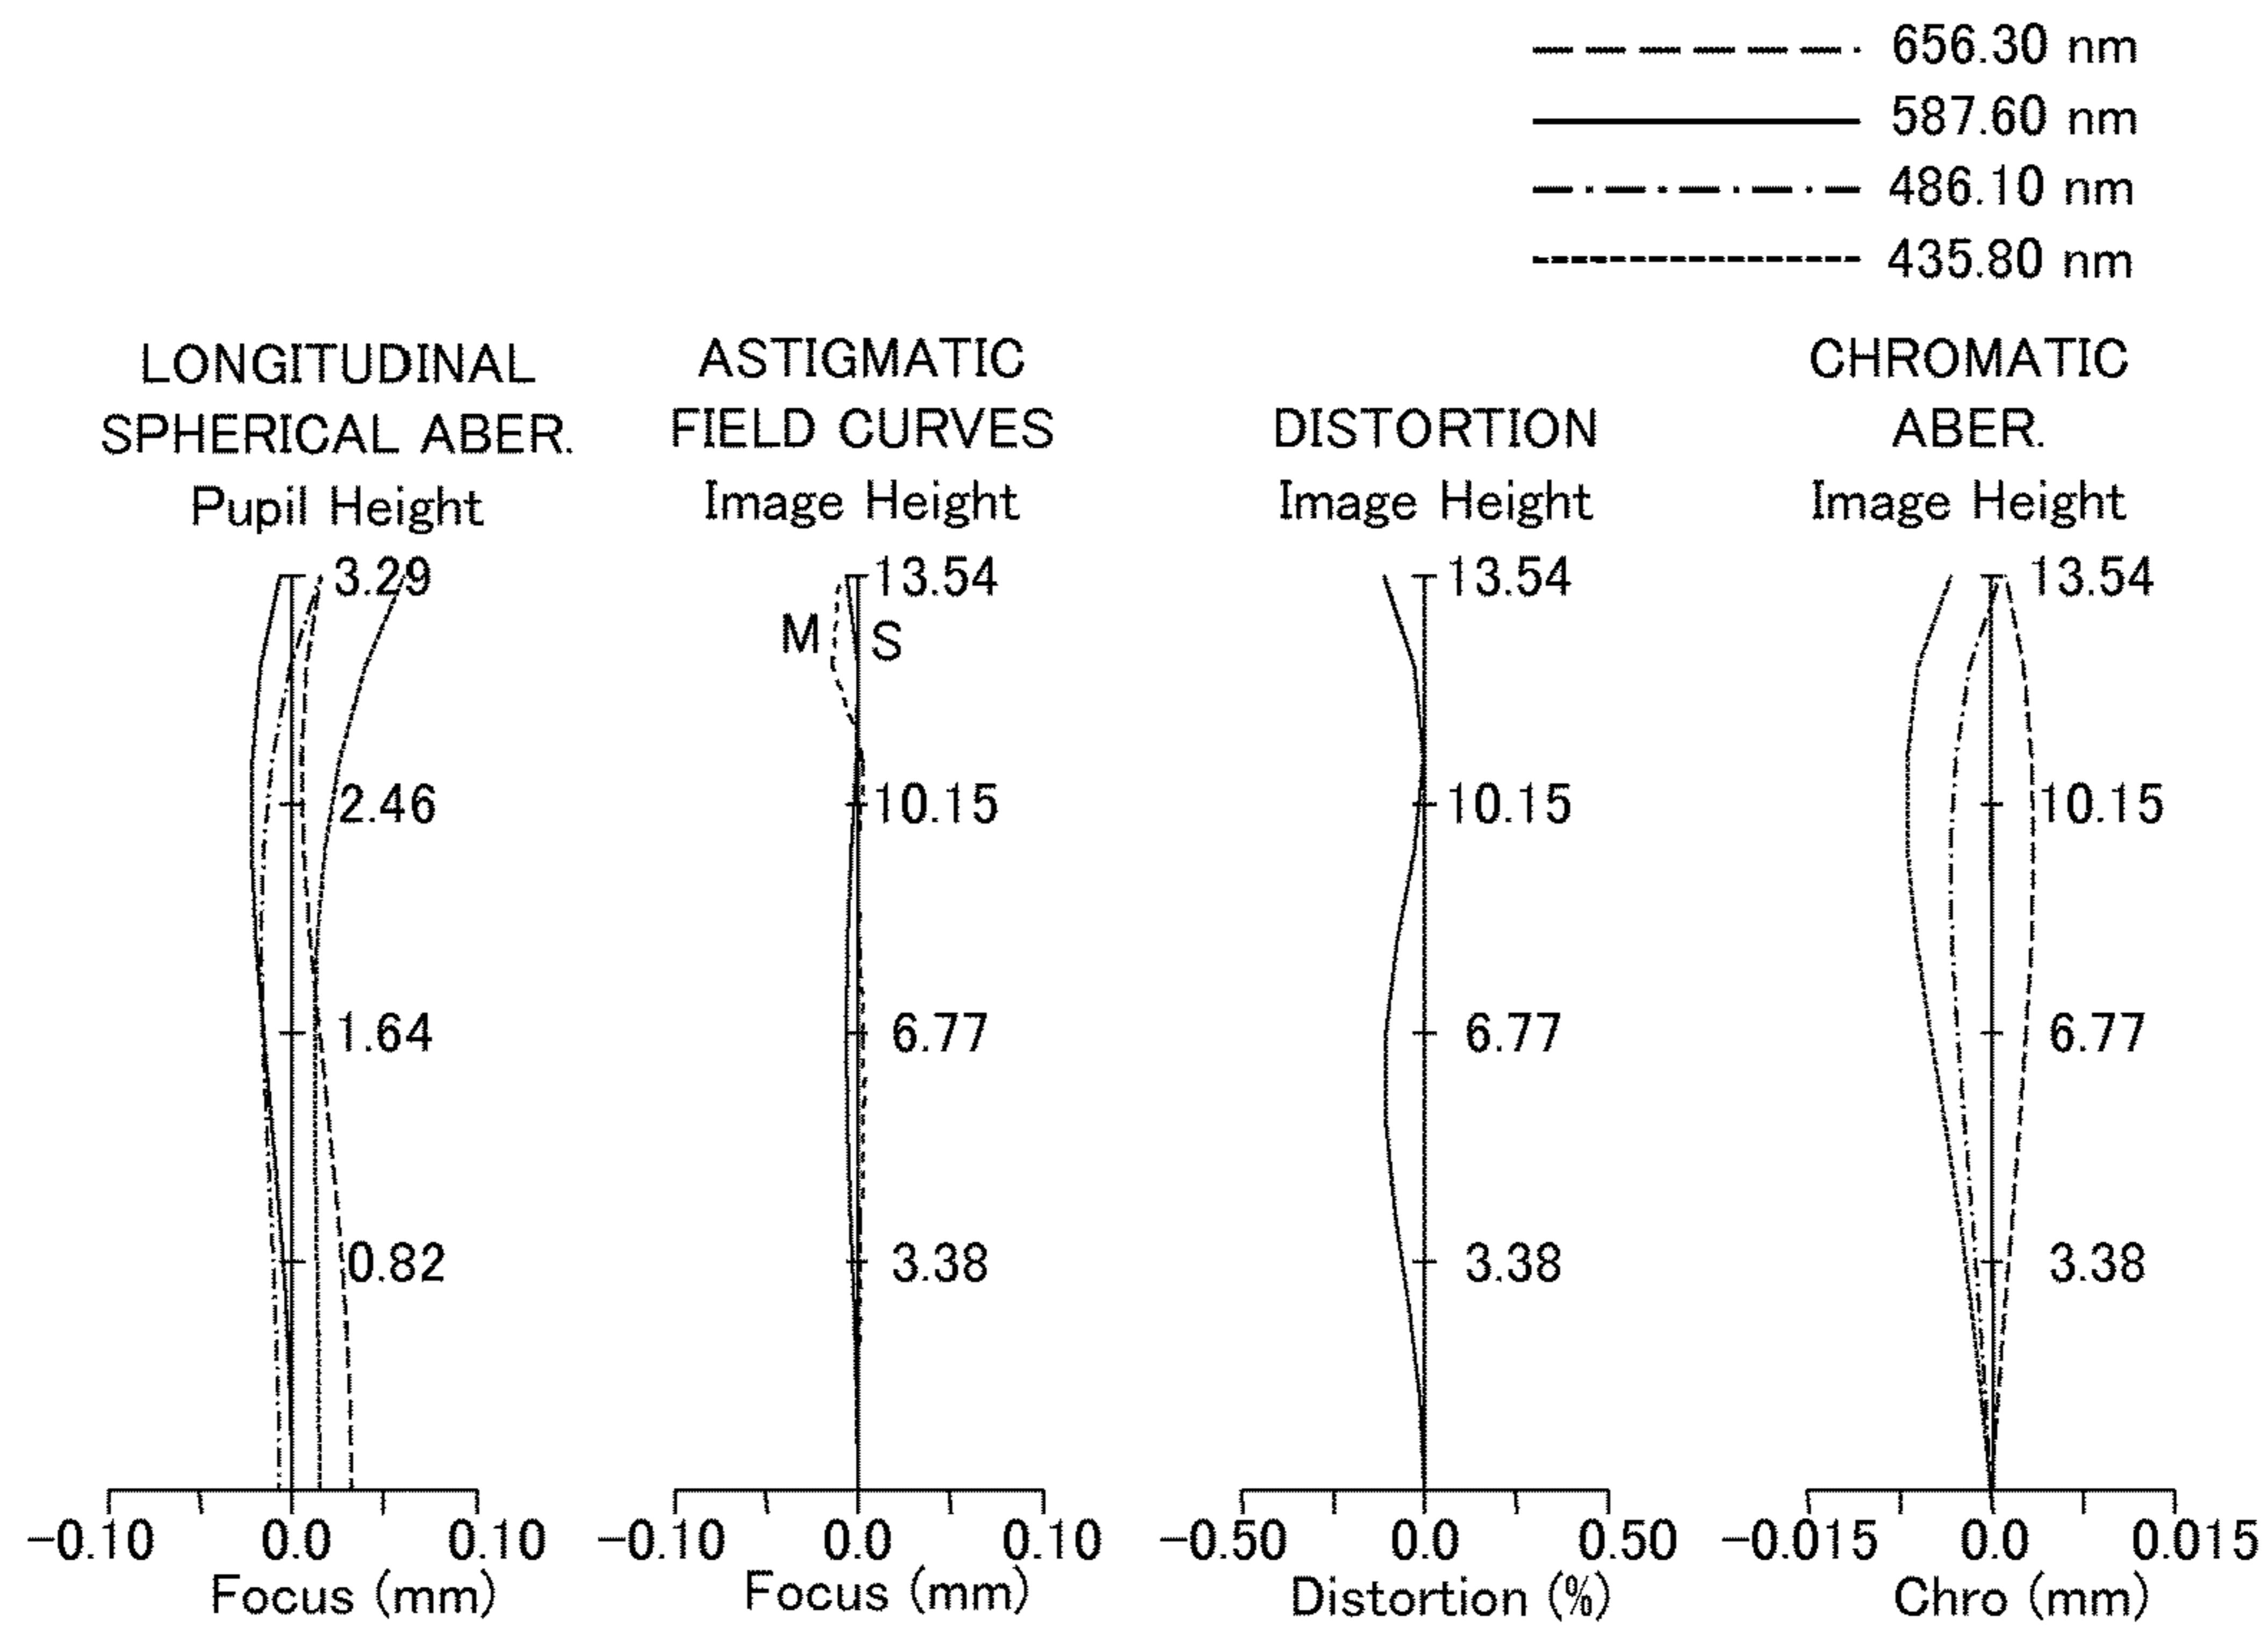 656.30 nm
587.60 nm
486.10 nm
435.80 nm
LONGITUDINAL
SPHERICAL ABER.
Pupil Height
3.29
2.46
1.64
0.82
−0.10 0.0 0.10
Focus (mm)
ASTIGMATIC
FIELD CURVES
Image Height
13.54
M S
10.15
6.77
3.38
−0.10 0.0 0.10
Focus (mm)
DISTORTION
Image Height
13.54
10.15
6.77
3.38
−0.50 0.0 0.50
Distortion (%)
CHROMATIC
ABER.
Image Height
13.54
10.15
6.77
3.38
−0.015 0.0 0.015
Chro (mm)